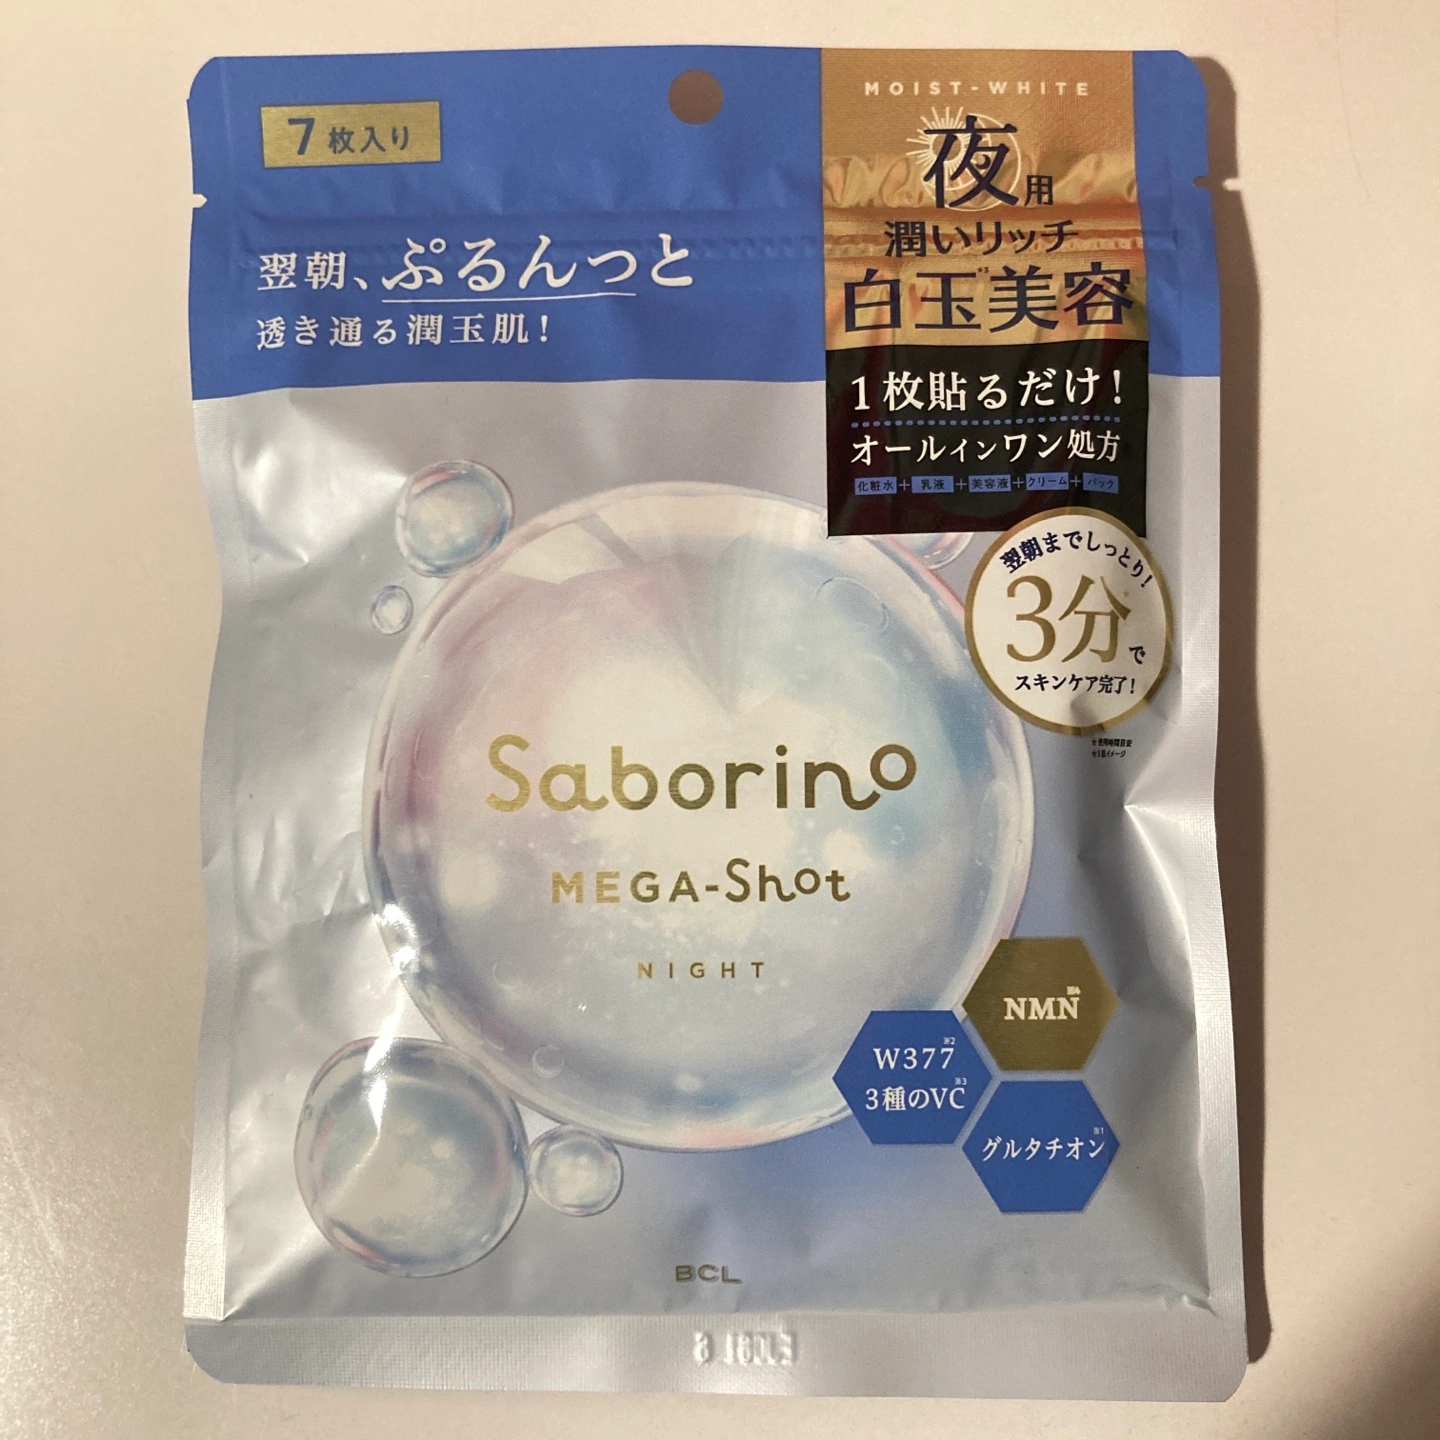 MOIST-WHITE
7枚入り
夜用
潤いリッチ
白玉美容
翌朝、ぷるんっと
透き通る潤玉肌!
1枚貼るだけ!
オールインワン処方
化粧水+乳液+美容液+クリーム+パック
翌朝までしっとり!
3分で
スキンケア完了!
Saborino
MEGA-Shot
NIGHT
NMN
W377
3種のVC
グルタチオン
BCL